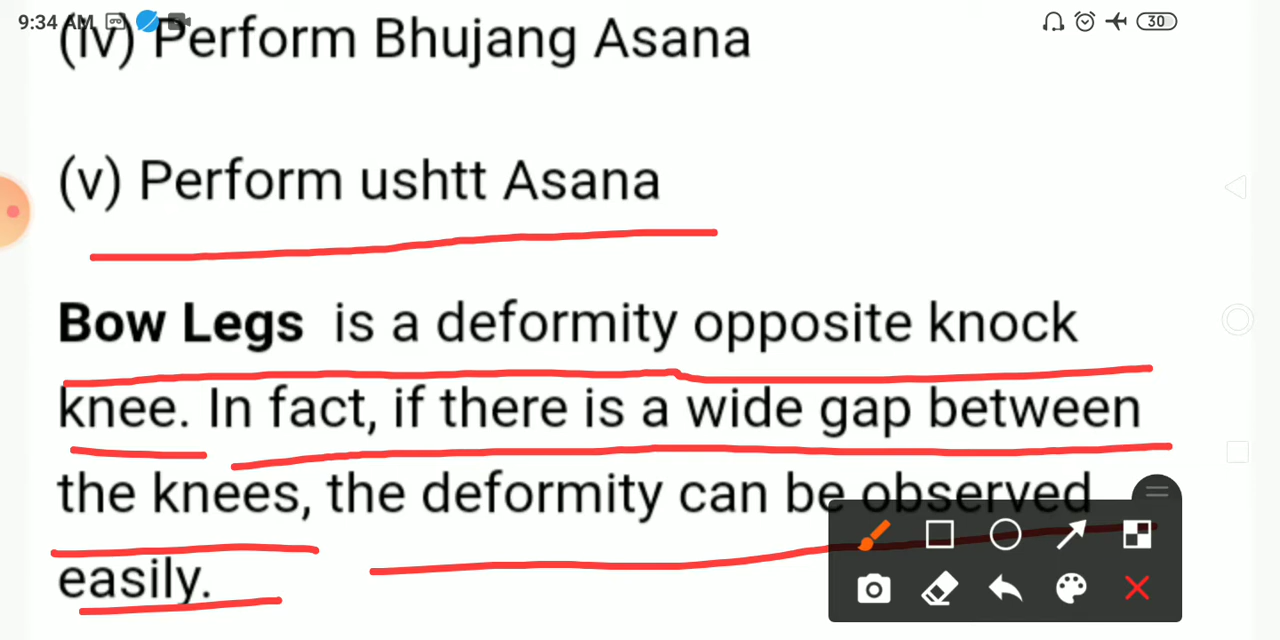 9:34 AM
30
(iv) Perform Bhujang Asana
(v) Perform ushtt Asana
Bow Legs is a deformity opposite knock
knee. In fact, if there is a wide gap between
the knees, the deformity can be observed
easily.